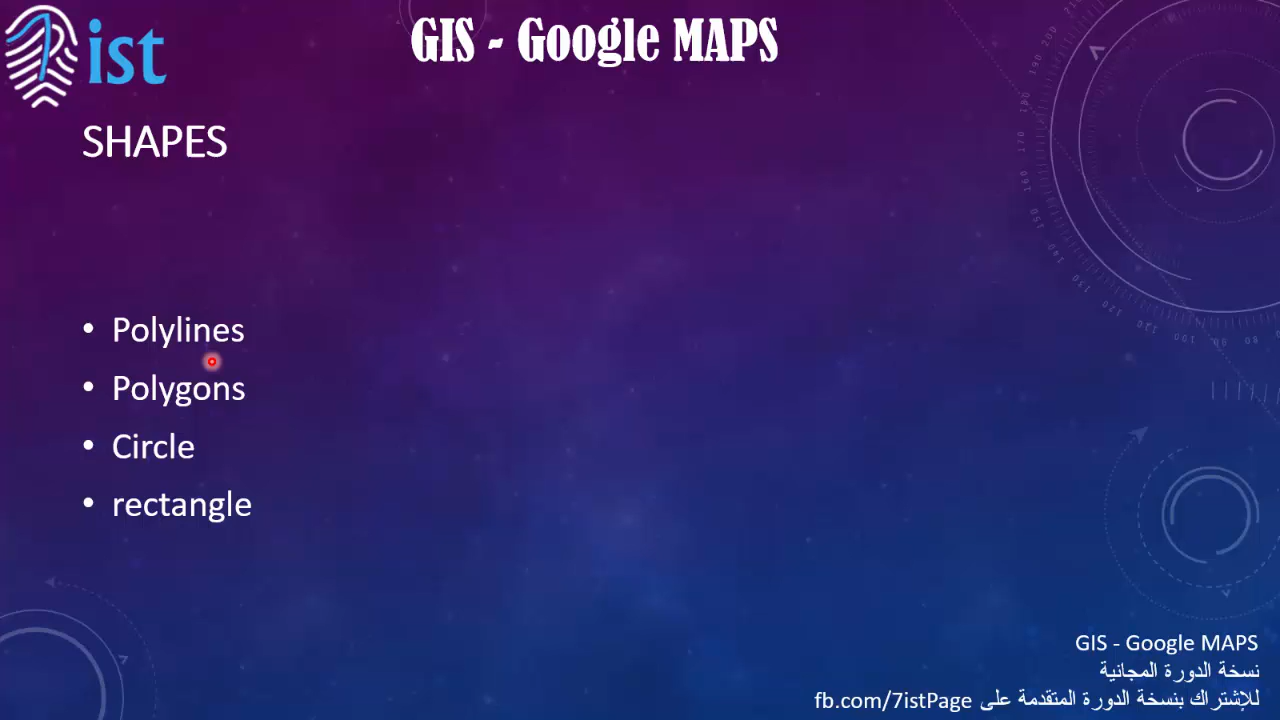 7ist
GIS - Google MAPS
SHAPES
• Polylines
• Polygons
• Circle
• rectangle
GIS - Google MAPS
نسخة الدورة المجانية
للإشتراك بنسخة الدورة المتقدمة على fb.com/7istPage